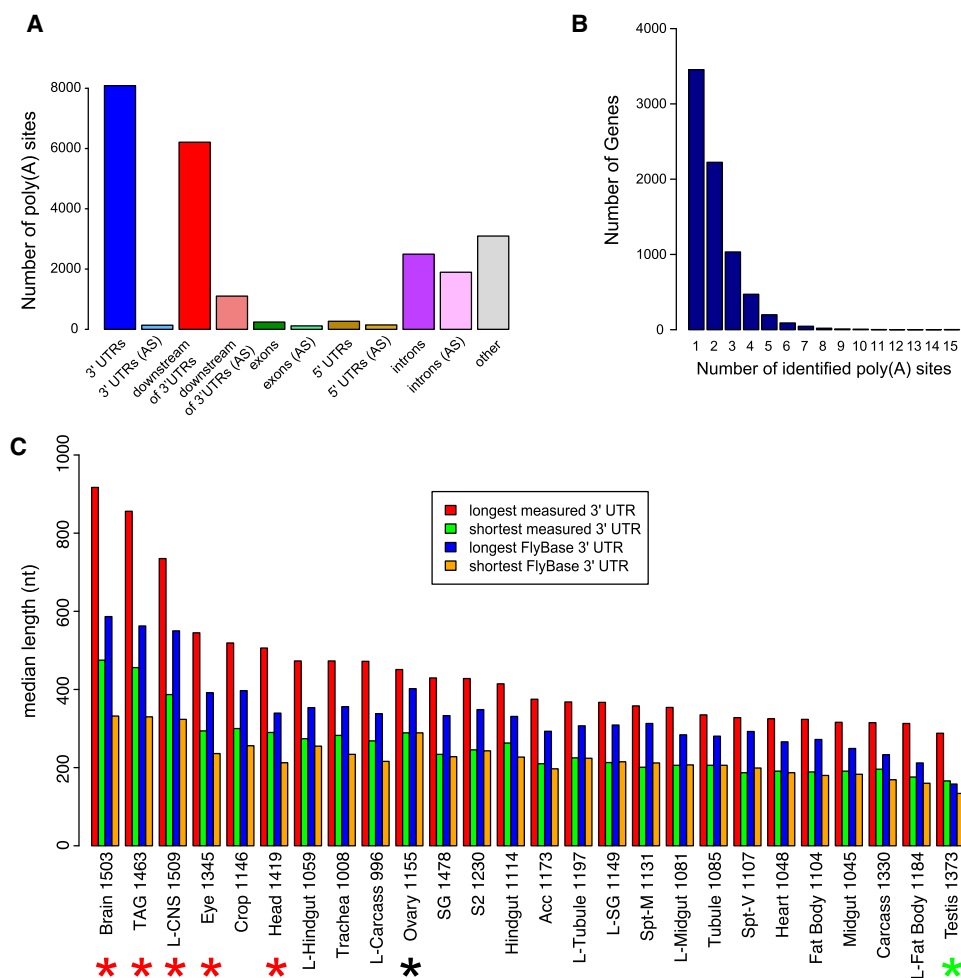 A
Number of poly(A) sites
8000
6000
4000
2000
0
3' UTRs
3' UTRs (AS)
downstream
of 3'UTRs
downstream
of 3'UTRs (AS)
exons
exons (AS)
5' UTRs
5' UTRs (AS)
introns
introns (AS)
other
B
Number of Genes
4000
3000
2000
1000
0
1 2 3 4 5 6 7 8 9 10 11 12 13 14 15
Number of identified poly(A) sites
C
median length (nt)
1000
800
600
400
200
0
longest measured 3' UTR
shortest measured 3' UTR
longest FlyBase 3' UTR
shortest FlyBase 3' UTR
Brain 1503
TAG 1463
L-CNS 1509
Eye 1345
Crop 1146
Head 1419
L-Hindgut 1059
Trachea 1008
L-Carcass 996
Ovary 1155
SG 1478
S2 1230
Hindgut 1114
Acc 1173
L-Tubule 1197
L-SG 1149
Spt-M 1131
L-Midgut 1081
Tubule 1085
Spt-V 1107
Heart 1048
Fat Body 1104
Midgut 1045
Carcass 1330
L-Fat Body 1184
Testis 1373
* * * * * * *